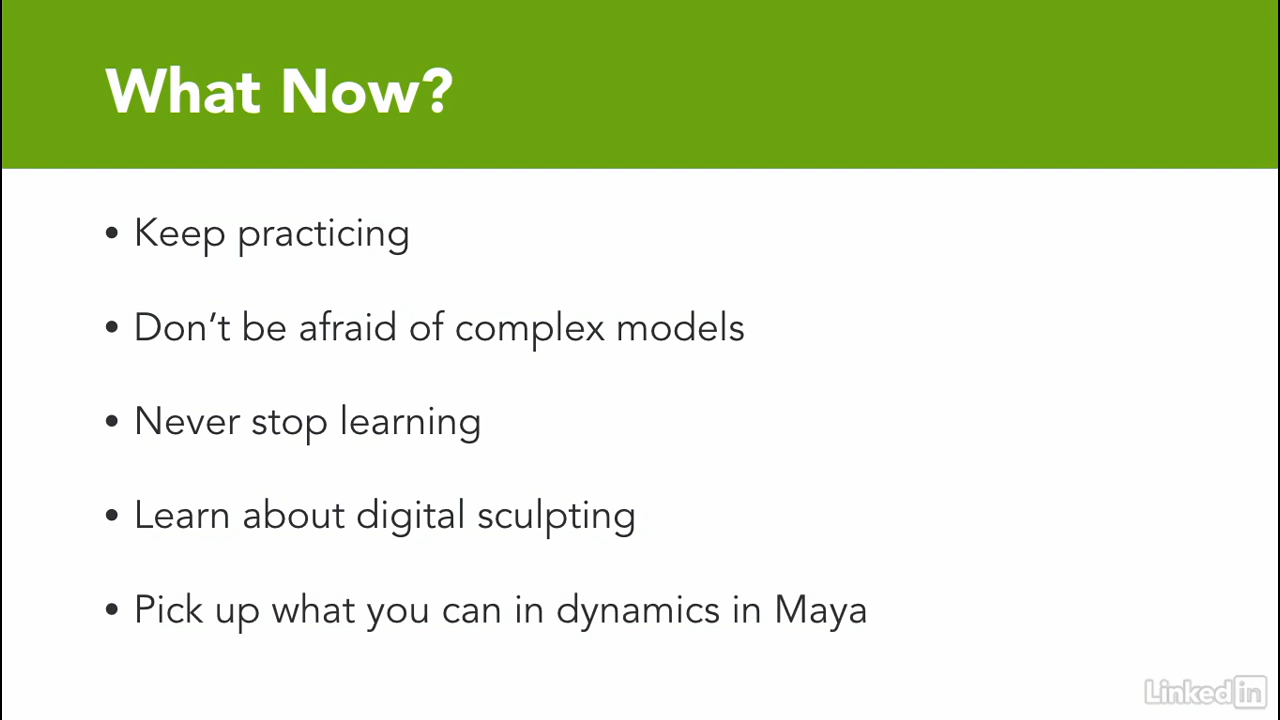 What Now?
• Keep practicing
• Don’t be afraid of complex models
• Never stop learning
• Learn about digital sculpting
• Pick up what you can in dynamics in Maya
LinkedIn